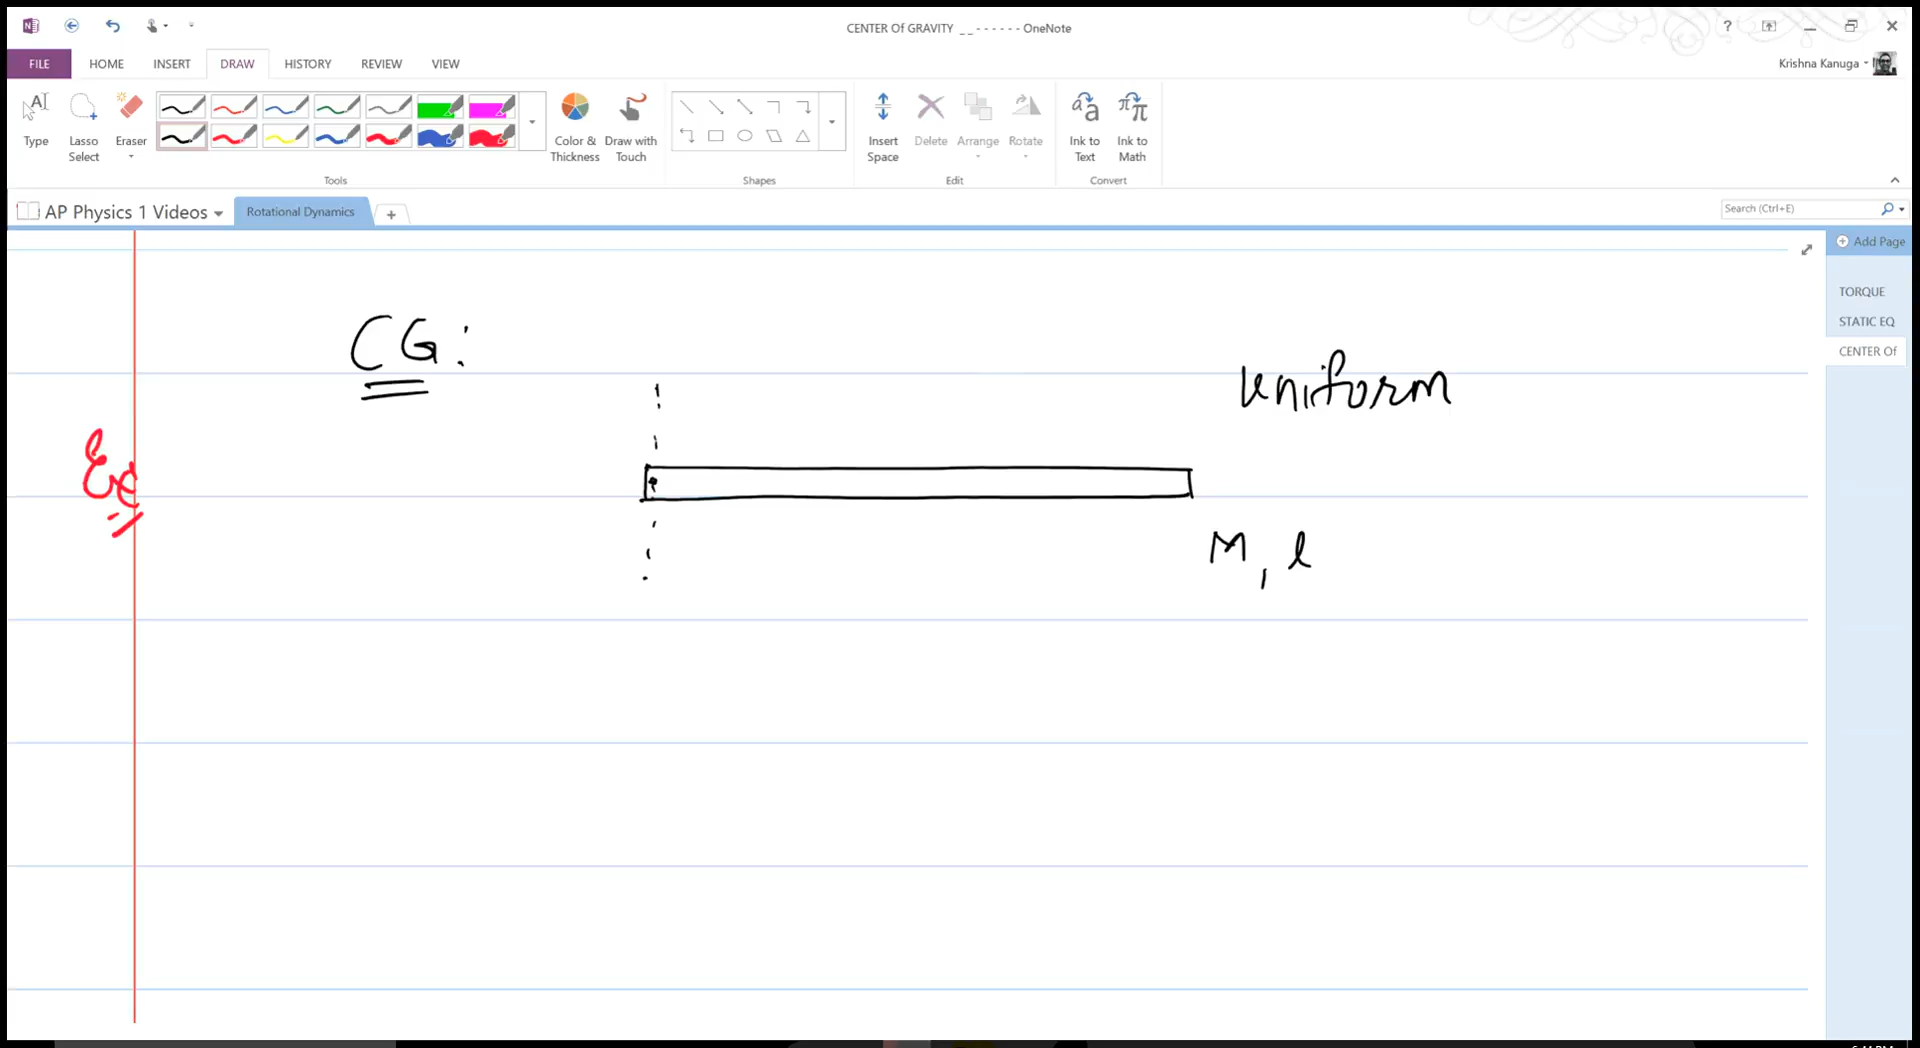 CENTER Of GRAVITY _ _ - - - - - - OneNote
?
FILE HOME INSERT DRAW HISTORY REVIEW VIEW
Krishna Kanuga
Type
Lasso Select
Eraser
Color & Thickness
Draw with Touch
Insert Space
Delete
Arrange
Rotate
Ink to Text
Ink to Math
Tools
Shapes
Edit
Convert
AP Physics 1 Videos
Rotational Dynamics
+
Search (Ctrl+E)
Add Page
TORQUE
STATIC EQ
CENTER Of
CG:
uniform
M, l